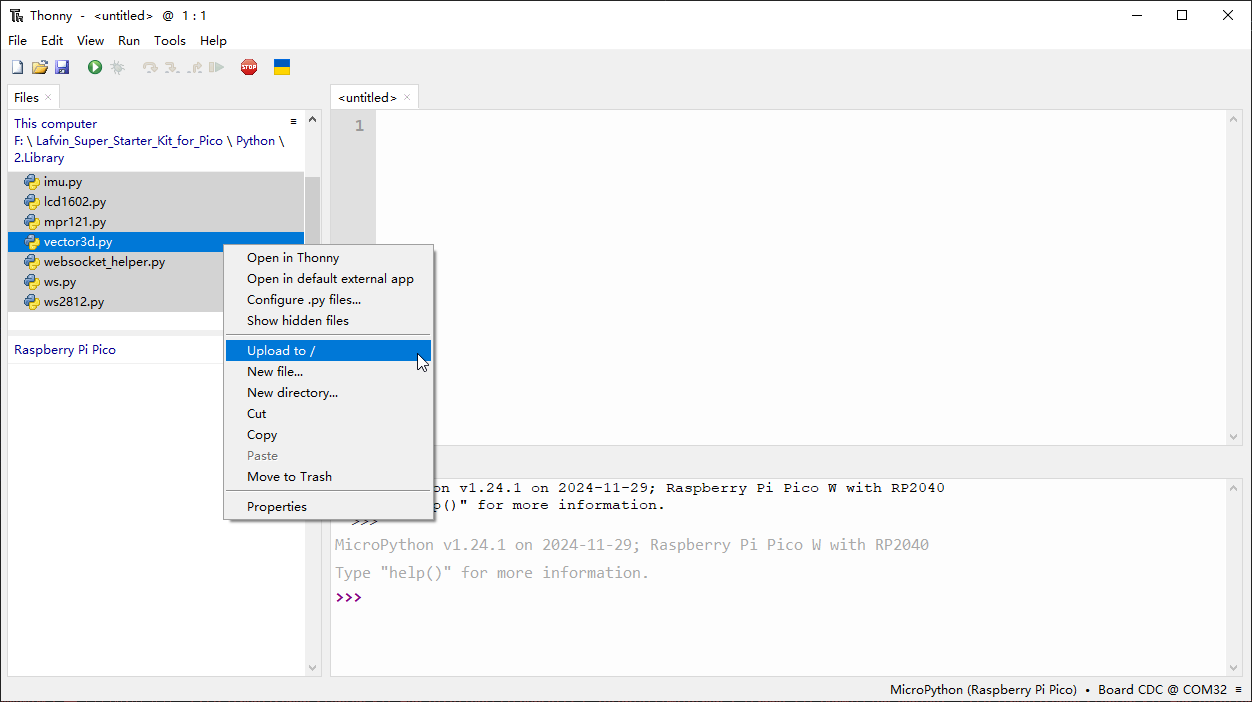 Thonny - <untitled> @ 1 : 1
File Edit View Run Tools Help
STOP
Files ×
<untitled> ×
This computer ≡
F: \ Lafvin_Super_Starter_Kit_for_Pico \ Python \
2.Library
imu.py
lcd1602.py
mpr121.py
vector3d.py
websocket_helper.py
ws.py
ws2812.py
Raspberry Pi Pico
1
Open in Thonny
Open in default external app
Configure .py files...
Show hidden files
Upload to /
New file...
New directory...
Cut
Copy
Paste
Move to Trash
Properties
on v1.24.1 on 2024-11-29; Raspberry Pi Pico W with RP2040
p()" for more information.
>>>
MicroPython v1.24.1 on 2024-11-29; Raspberry Pi Pico W with RP2040
Type "help()" for more information.
>>>
MicroPython (Raspberry Pi Pico) • Board CDC @ COM32 ≡